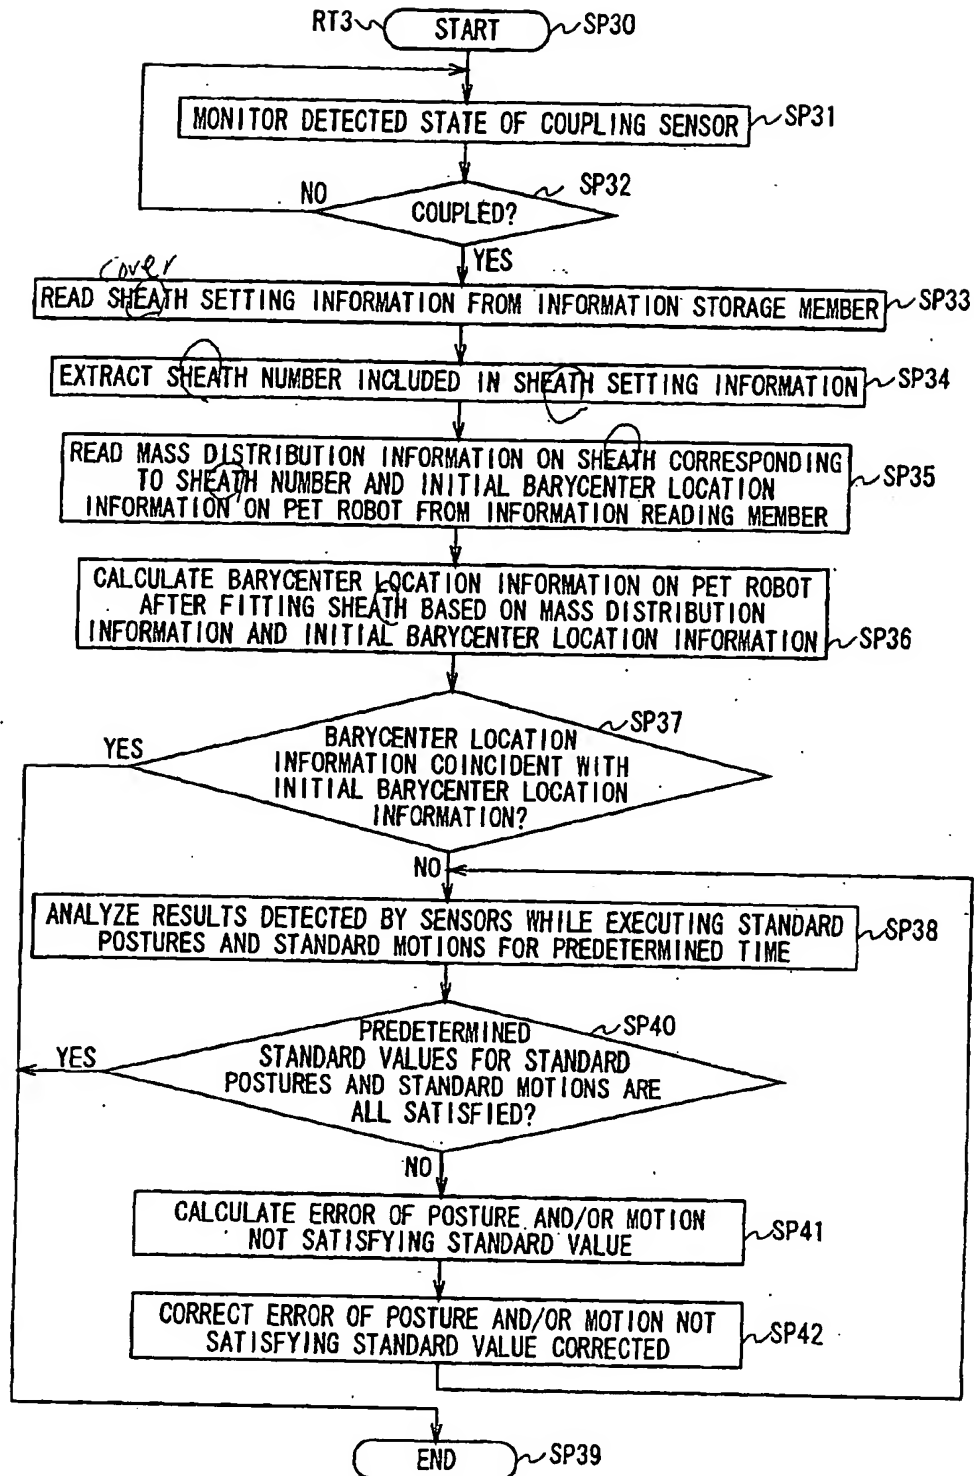 RT3 START SP30
MONITOR DETECTED STATE OF COUPLING SENSOR SP31
NO SP32
COUPLED?
YES
cover
READ SHEATH SETTING INFORMATION FROM INFORMATION STORAGE MEMBER SP33
EXTRACT SHEATH NUMBER INCLUDED IN SHEATH SETTING INFORMATION SP34
READ MASS DISTRIBUTION INFORMATION ON SHEATH CORRESPONDING
TO SHEATH NUMBER AND INITIAL BARYCENTER LOCATION SP35
INFORMATION ON PET ROBOT FROM INFORMATION READING MEMBER
CALCULATE BARYCENTER LOCATION INFORMATION ON PET ROBOT
AFTER FITTING SHEATH BASED ON MASS DISTRIBUTION
INFORMATION AND INITIAL BARYCENTER LOCATION INFORMATION SP36
SP37
YES BARYCENTER LOCATION
INFORMATION COINCIDENT WITH
INITIAL BARYCENTER LOCATION
INFORMATION?
NO
ANALYZE RESULTS DETECTED BY SENSORS WHILE EXECUTING STANDARD
POSTURES AND STANDARD MOTIONS FOR PREDETERMINED TIME SP38
PREDETERMINED SP40
YES STANDARD VALUES FOR STANDARD
POSTURES AND STANDARD MOTIONS ARE
ALL SATISFIED?
NO
CALCULATE ERROR OF POSTURE AND/OR MOTION
NOT SATISFYING STANDARD VALUE SP41
CORRECT ERROR OF POSTURE AND/OR MOTION NOT
SATISFYING STANDARD VALUE CORRECTED SP42
END SP39